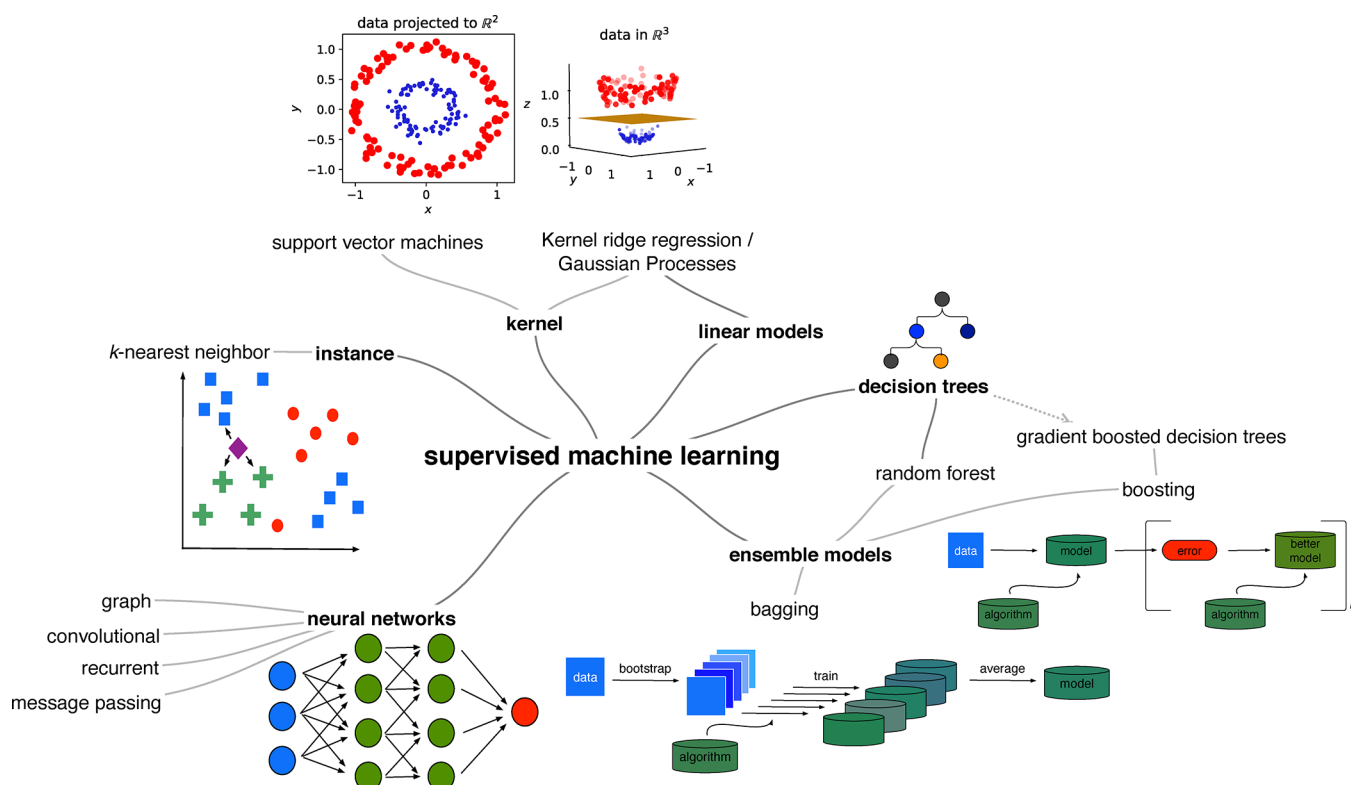 data projected to ℝ²
data in ℝ³
1.0
0.5
0.0
−0.5
−1.0
y
−1
0
1
x
z
1.0
0.5
0.0
−1
0
1
y
1
0
−1
x
support vector machines
Kernel ridge regression /
Gaussian Processes
kernel
linear models
k-nearest neighbor
instance
decision trees
gradient boosted decision trees
supervised machine learning
random forest
boosting
ensemble models
data
model
error
better
model
algorithm
algorithm
bagging
graph
neural networks
convolutional
recurrent
message passing
data
bootstrap
train
average
model
algorithm